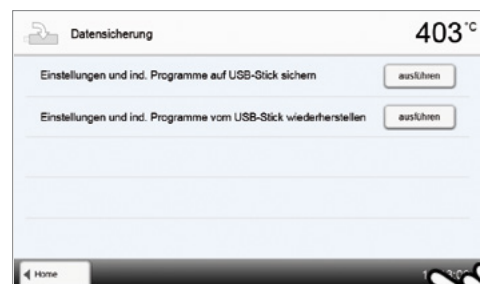 Datensicherung 403 °C
Einstellungen und ind. Programme auf USB-Stick sichern ausführen
Einstellungen und ind. Programme vom USB-Stick wiederherstellen ausführen
Home